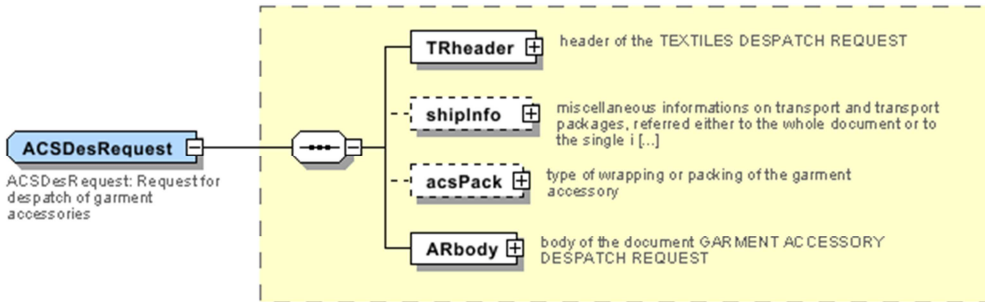 TRheader
header of the TEXTILES DESPATCH REQUEST
shipInfo
miscellaneous informations on transport and transport
packages, referred either to the whole document or to
the single i [...]
ACSDesRequest
ACSDesRequest: Request for
despatch of garment
accessories
acsPack
type of wrapping or packing of the garment
accessory
ARbody
body of the document GARMENT ACCESSORY
DESPATCH REQUEST